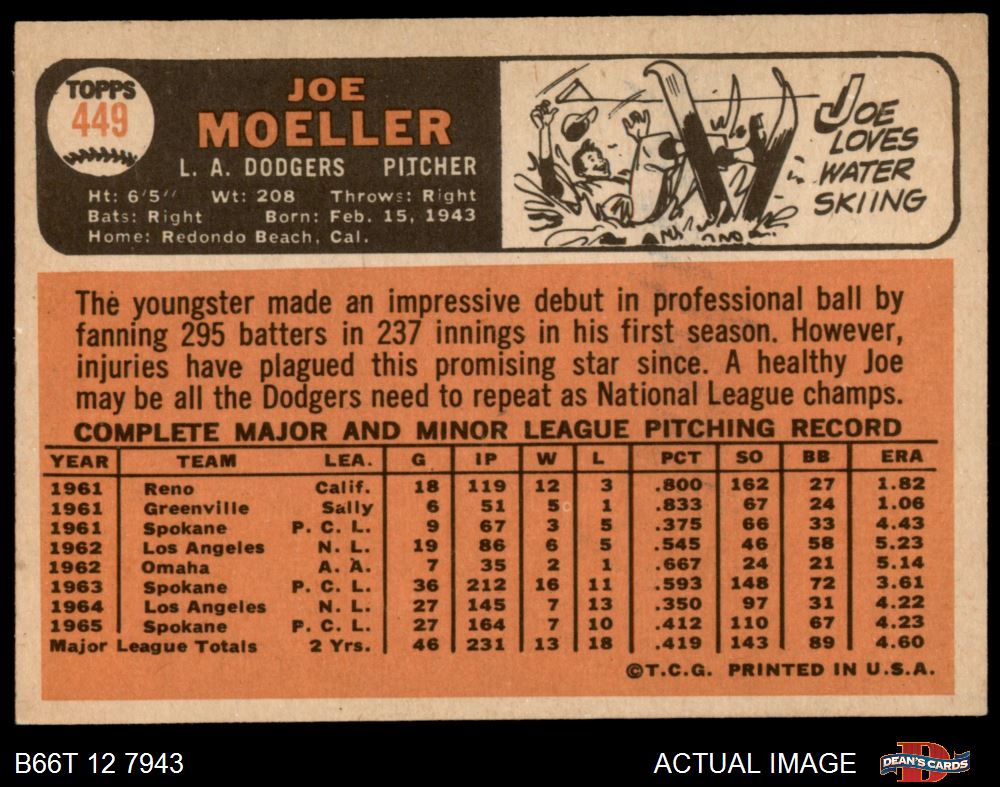 TOPPS
449
JOE
MOELLER
L. A. DODGERS PITCHER
Ht: 6'5'' Wt: 208 Throws: Right
Bats: Right Born: Feb. 15, 1943
Home: Redondo Beach, Cal.
JOE
LOVES
WATER
SKIING
The youngster made an impressive debut in professional ball by
fanning 295 batters in 237 innings in his first season. However,
injuries have plagued this promising star since. A healthy Joe
may be all the Dodgers need to repeat as National League champs.
COMPLETE MAJOR AND MINOR LEAGUE PITCHING RECORD
YEAR TEAM LEA. G IP W L PCT SO BB ERA
1961 Reno Calif. 18 119 12 3 .800 162 27 1.82
1961 Greenville Sally 6 51 5 1 .833 67 24 1.06
1961 Spokane P. C. L. 9 67 3 5 .375 66 33 4.43
1962 Los Angeles N. L. 19 86 6 5 .545 46 58 5.23
1962 Omaha A. A. 7 35 2 1 .667 24 21 5.14
1963 Spokane P. C. L. 36 212 16 11 .593 148 72 3.61
1964 Los Angeles N. L. 27 145 7 13 .350 97 31 4.22
1965 Spokane P. C. L. 27 164 7 10 .412 110 67 4.23
Major League Totals 2 Yrs. 46 231 13 18 .419 143 89 4.60
©T.C.G. PRINTED IN U.S.A.
B66T 12 7943 ACTUAL IMAGE DEAN'S CARDS